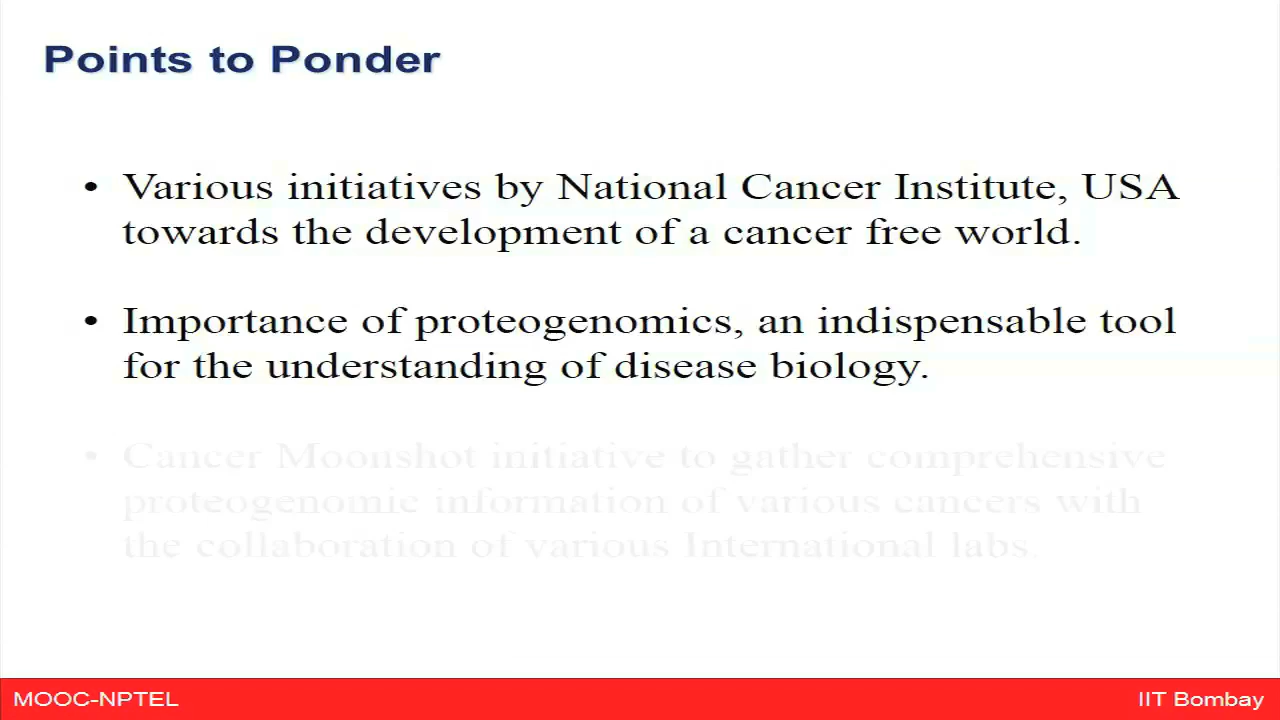 Points to Ponder
• Various initiatives by National Cancer Institute, USA
towards the development of a cancer free world.
• Importance of proteogenomics, an indispensable tool
for the understanding of disease biology.
• Cancer Moonshot initiative to gather comprehensive
proteogenomic information of various cancers with
the collaboration of various International labs.
MOOC-NPTEL
IIT Bombay